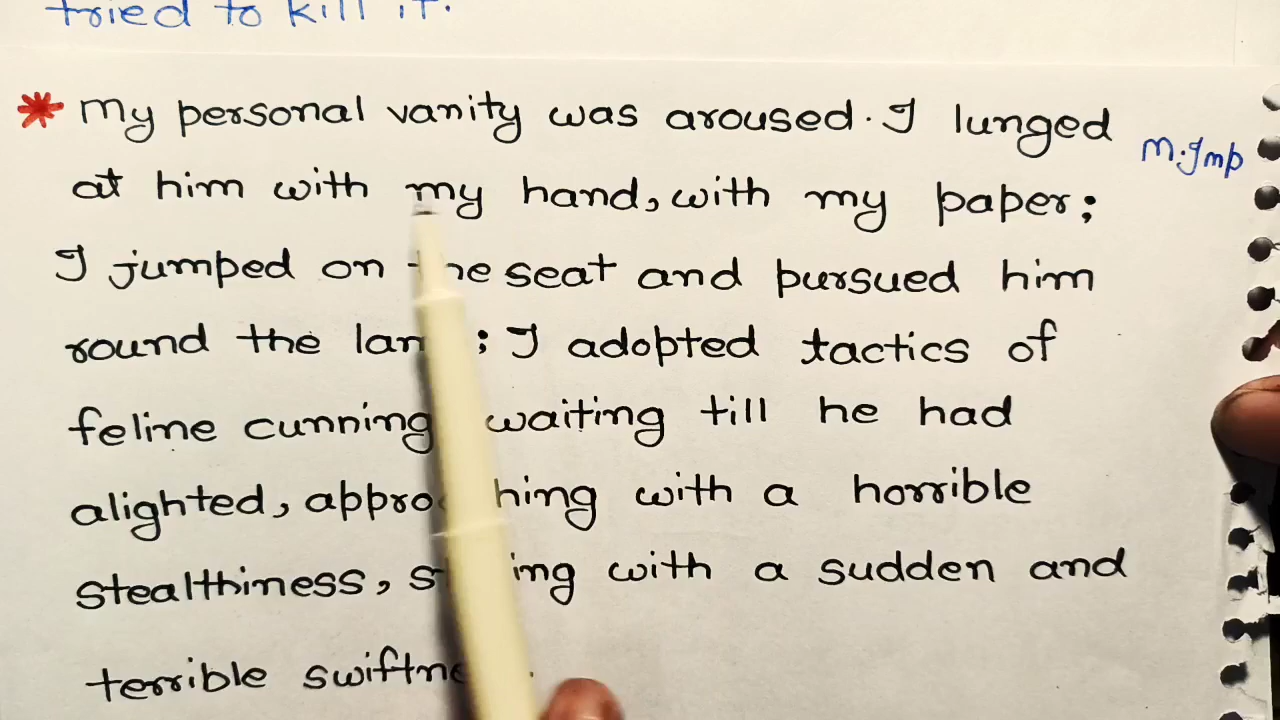 tried to kill it.
My personal vanity was aroused. I lunged
M.Imp
at him with my hand, with my paper;
I jumped on the seat and pursued him
round the ; I adopted tactics of
feline cunning waiting till he had
alighted, with a horrible
stealthiness, with a sudden and
terrible